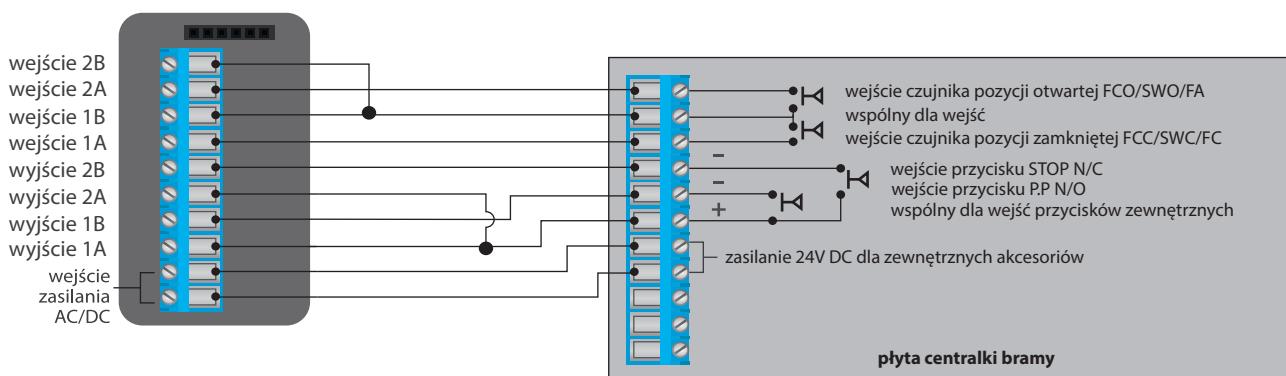 wejście 2B
wejście 2A
wejście 1B
wejście 1A
wyjście 2B
wyjście 2A
wyjście 1B
wyjście 1A
wejście
zasilania
AC/DC
wejście czujnika pozycji otwartej FCO/SWO/FA
wspólny dla wejść
wejście czujnika pozycji zamkniętej FCC/SWC/FC
–
wejście przycisku STOP N/C
–
wejście przycisku P.P N/O
+
wspólny dla wejść przycisków zewnętrznych
zasilanie 24V DC dla zewnętrznych akcesoriów
płyta centralki bramy